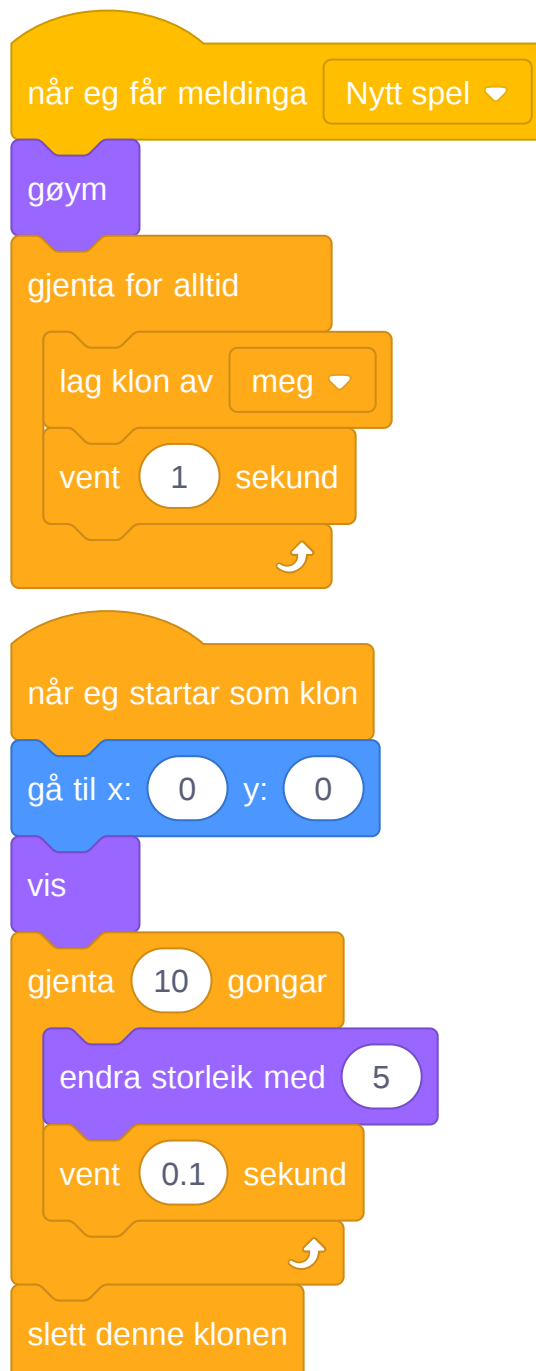 når eg får meldinga Nytt spel
gøym
gjenta for alltid
lag klon av meg
vent 1 sekund
når eg startar som klon
gå til x: 0 y: 0
vis
gjenta 10 gongar
endra storleik med 5
vent 0.1 sekund
slett denne klonen